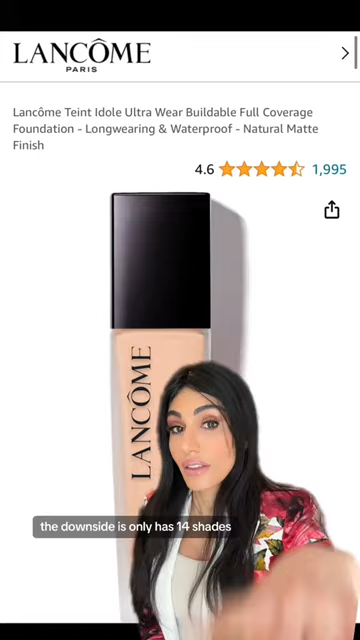 LANCÔME
PARIS
Lancôme Teint Idole Ultra Wear Buildable Full Coverage
Foundation - Longwearing & Waterproof - Natural Matte
Finish
4.6 1,995
LANCÔME
the downside is only has 14 shades